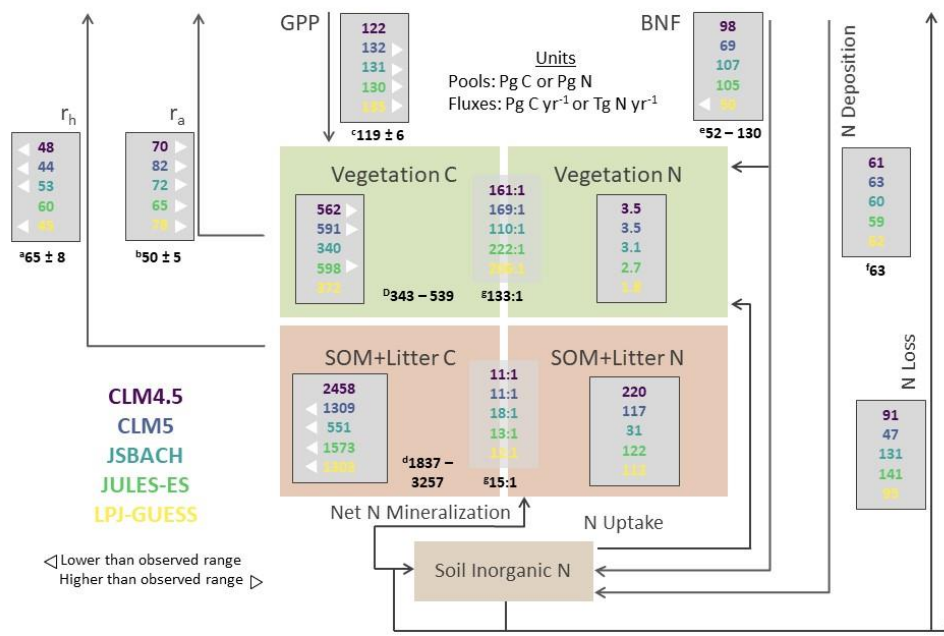 GPP
122
132
131
130
c119 ± 6
BNF
98
69
107
105
50
e52 – 130
Units
Pools: Pg C or Pg N
Fluxes: Pg C yr-1 or Tg N yr-1
N Deposition
61
63
60
59
62
f63
rh
48
44
53
60
a65 ± 8
ra
70
82
72
65
78
b50 ± 5
Vegetation C
562
591
340
598
372
D343 – 539
161:1
169:1
110:1
222:1
g133:1
Vegetation N
3.5
3.5
3.1
2.7
1.8
SOM+Litter C
2458
1309
551
1573
d1837 –
3257
11:1
11:1
18:1
13:1
g15:1
SOM+Litter N
220
117
31
122
N Loss
91
47
131
141
CLM4.5
CLM5
JSBACH
JULES-ES
LPJ-GUESS
Lower than observed range
Higher than observed range
Net N Mineralization
N Uptake
Soil Inorganic N